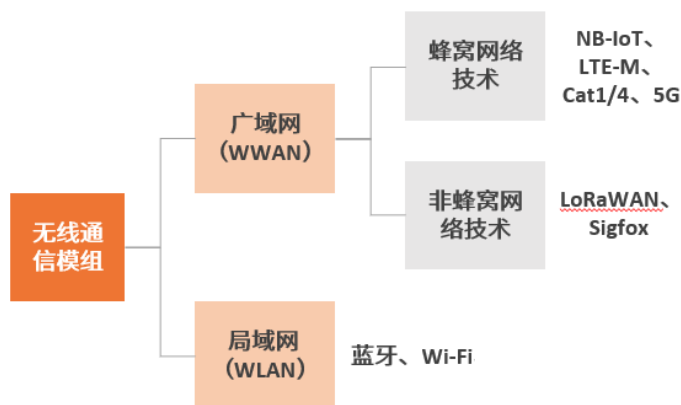 无线通
信模组
广域网
（WWAN）
蜂窝网络
技术
NB-IoT、
LTE-M、
Cat1/4、5G
非蜂窝网
络技术
LoRaWAN、
Sigfox
局域网
（WLAN）
蓝牙、Wi-Fi